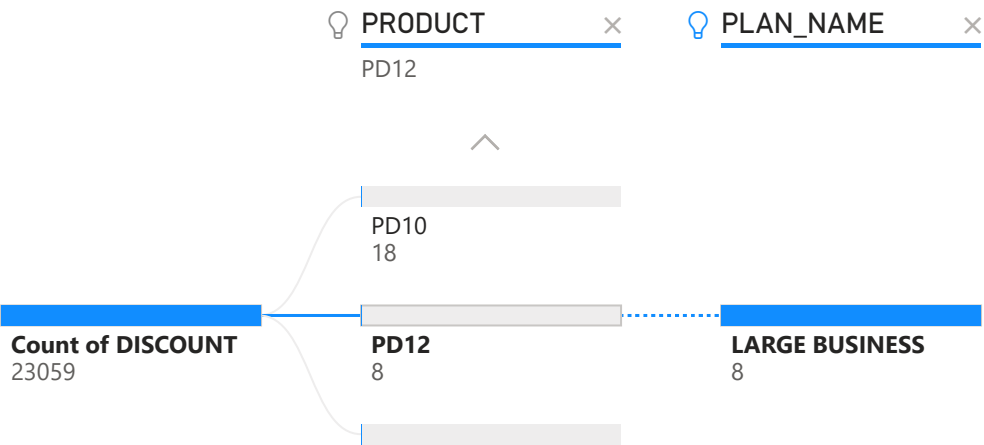 PRODUCT
PLAN_NAME
PD12
PD10
18
Count of DISCOUNT
23059
PD12
8
LARGE BUSINESS
8